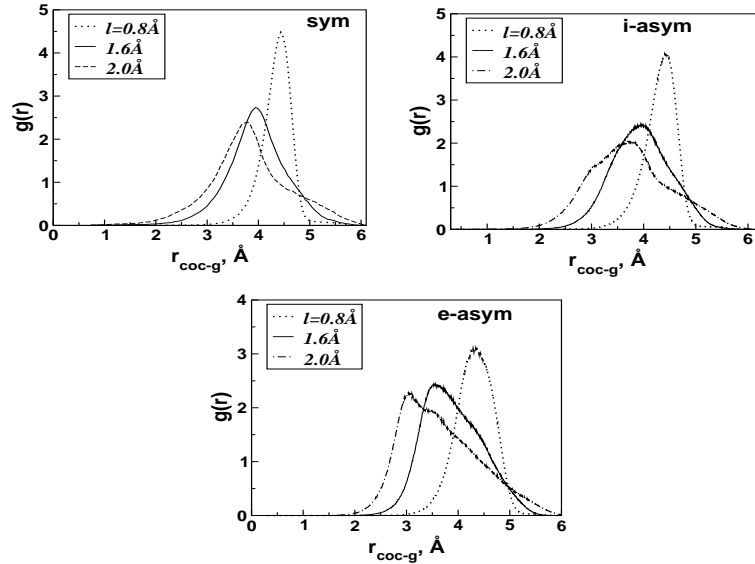 sym
l=0.8Å
1.6Å
2.0Å
g(r)
5
4
3
2
1
0
0 1 2 3 4 5 6
r_coc-g, Å
i-asym
l=0.8Å
1.6Å
2.0Å
g(r)
5
4
3
2
1
0
1 2 3 4 5 6
r_coc-g, Å
e-asym
l=0.8Å
1.6Å
2.0Å
g(r)
4
3
2
1
0
0 1 2 3 4 5 6
r_coc-g, Å